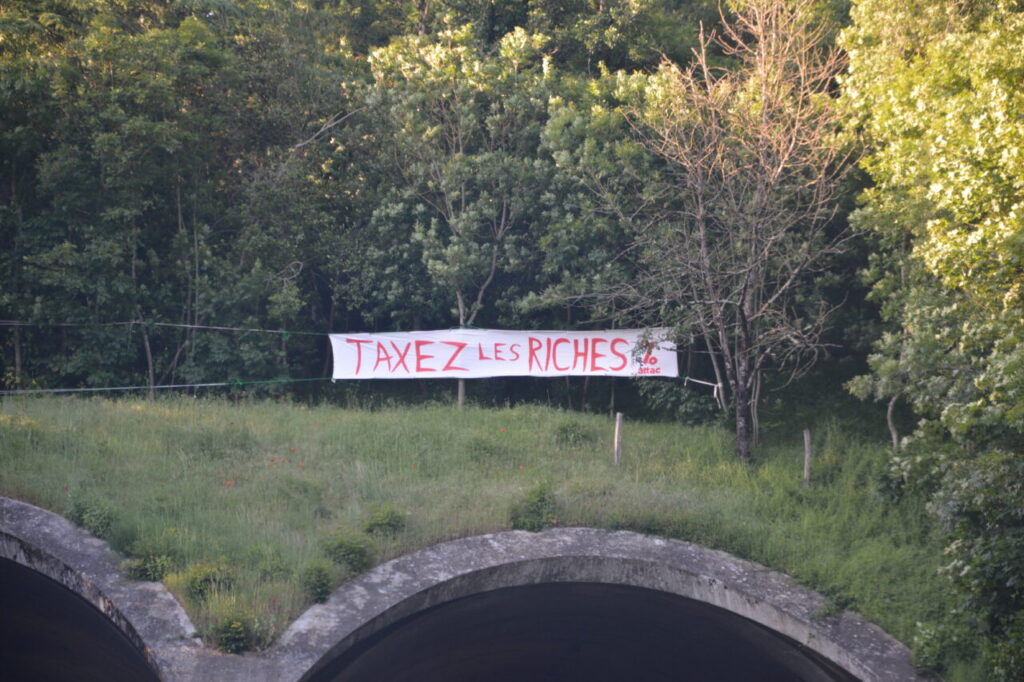 TAXEZ LES RICHES %
attac